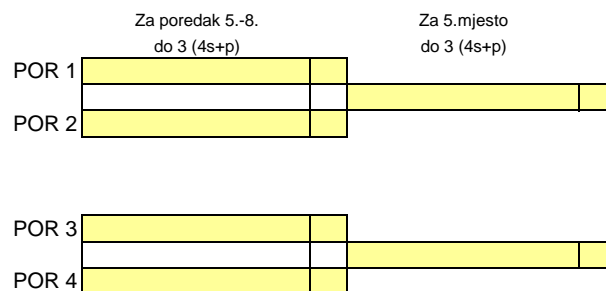 Za poredak 5.-8.
do 3 (4s+p)
Za 5.mjesto
do 3 (4s+p)
POR 1
POR 2
POR 3
POR 4